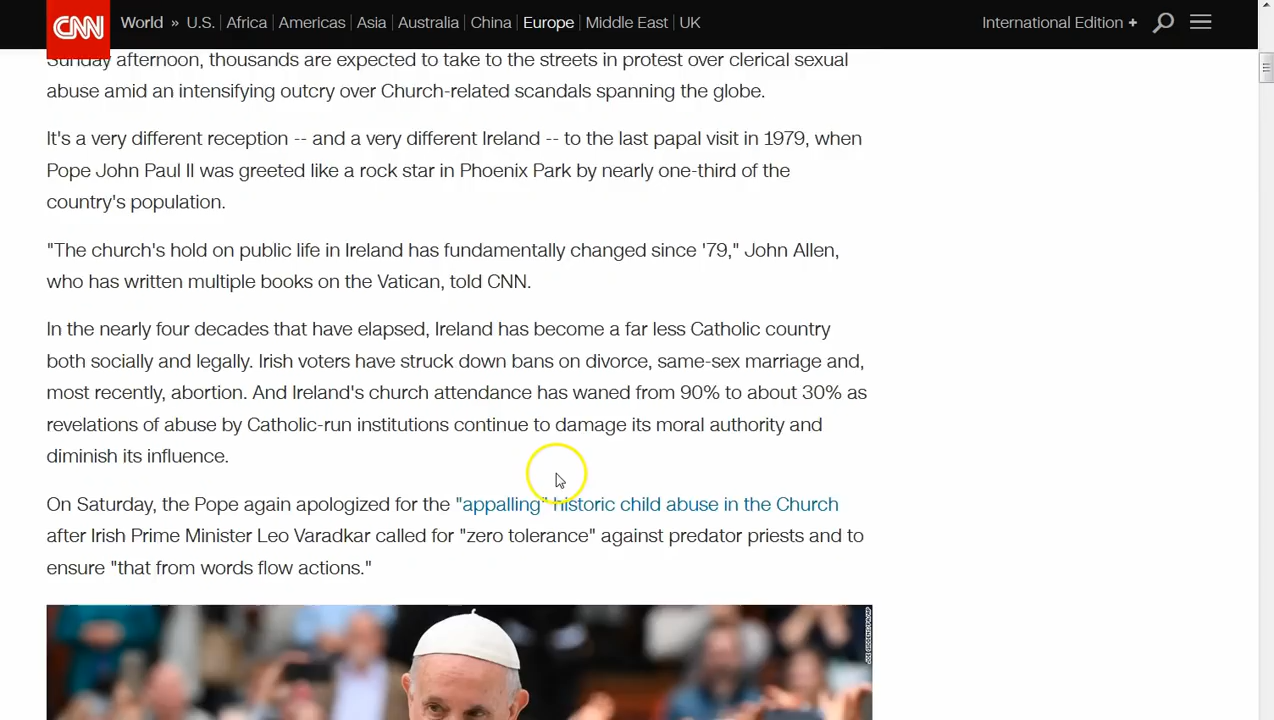 CNN World » U.S. Africa Americas Asia Australia China Europe Middle East UK International Edition +
Sunday afternoon, thousands are expected to take to the streets in protest over clerical sexual
abuse amid an intensifying outcry over Church-related scandals spanning the globe.
It's a very different reception -- and a very different Ireland -- to the last papal visit in 1979, when
Pope John Paul II was greeted like a rock star in Phoenix Park by nearly one-third of the
country's population.
"The church's hold on public life in Ireland has fundamentally changed since '79," John Allen,
who has written multiple books on the Vatican, told CNN.
In the nearly four decades that have elapsed, Ireland has become a far less Catholic country
both socially and legally. Irish voters have struck down bans on divorce, same-sex marriage and,
most recently, abortion. And Ireland's church attendance has waned from 90% to about 30% as
revelations of abuse by Catholic-run institutions continue to damage its moral authority and
diminish its influence.
On Saturday, the Pope again apologized for the "appalling" historic child abuse in the Church
after Irish Prime Minister Leo Varadkar called for "zero tolerance" against predator priests and to
ensure "that from words flow actions."